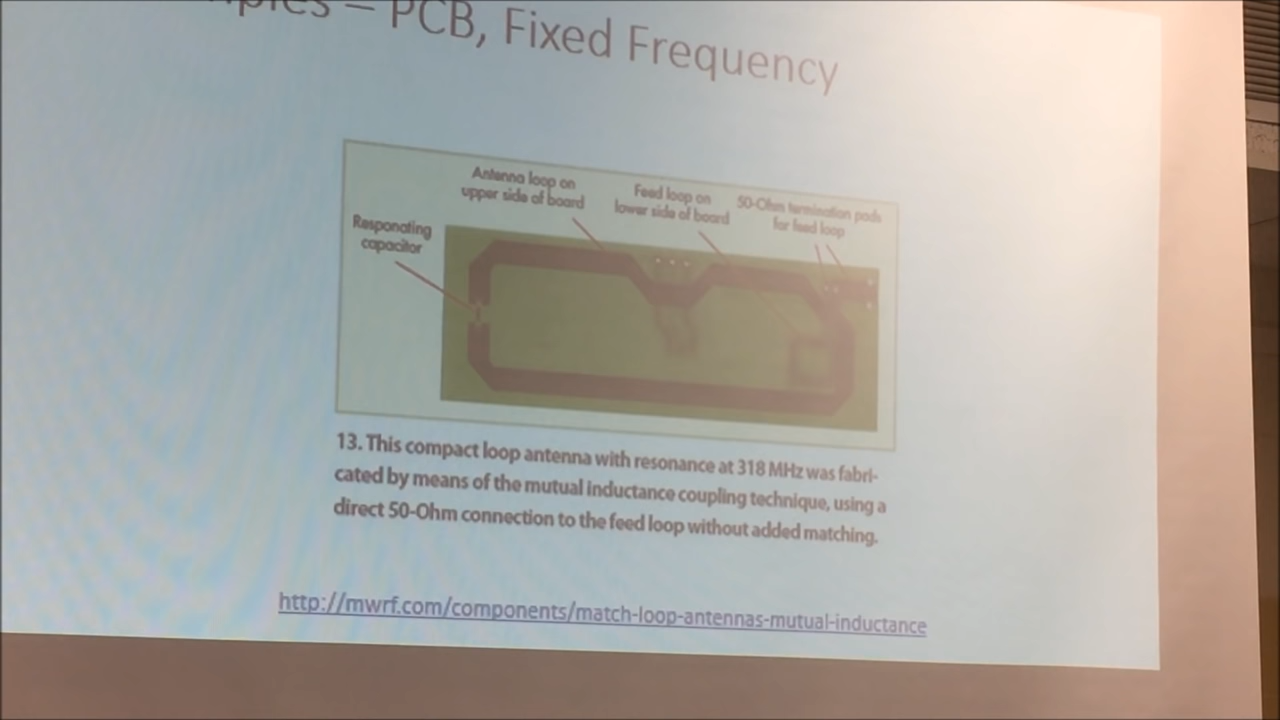 – PCB, Fixed Frequency
Antenna loop on
upper side of board
Feed loop on
lower side of board
50-Ohm termination pads
for feed loop
Resonating
capacitor
13. This compact loop antenna with resonance at 318 MHz was fabri-
cated by means of the mutual inductance coupling technique, using a
direct 50-Ohm connection to the feed loop without added matching.
http://mwrf.com/components/match-loop-antennas-mutual-inductance